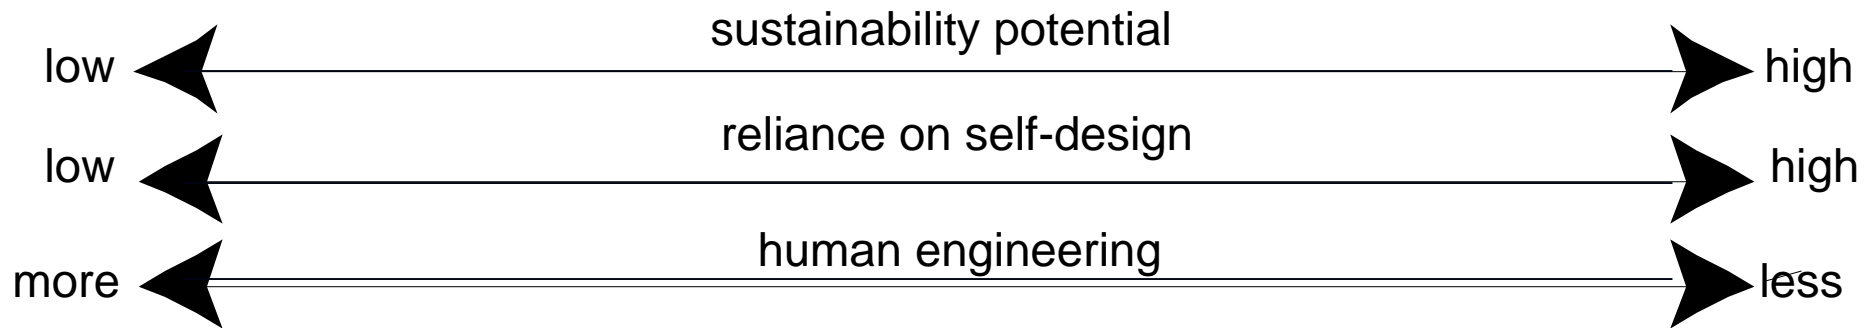 sustainability potential
low high
reliance on self-design
low high
human engineering
more less